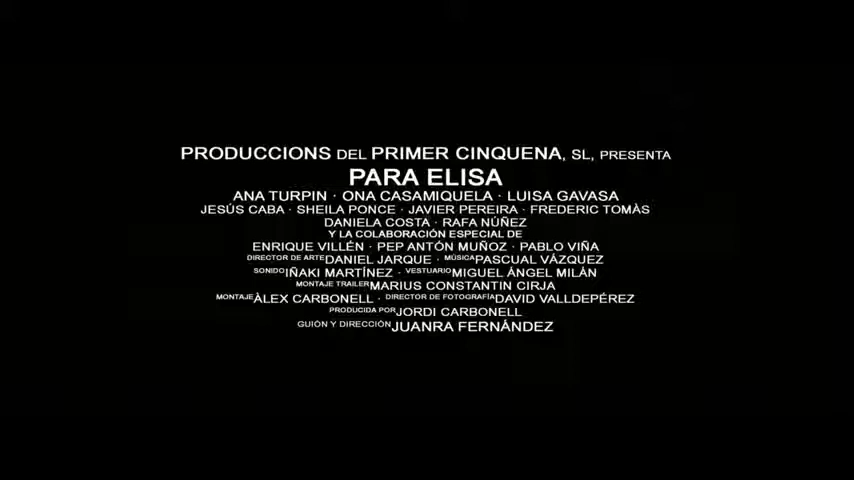 PRODUCCIONS DEL PRIMER CINQUENA, SL, PRESENTA
PARA ELISA
ANA TURPIN · ONA CASAMIQUELA · LUISA GAVASA
JESÚS CABA · SHEILA PONCE · JAVIER PEREIRA · FREDERIC TOMÀS
DANIELA COSTA · RAFA NÚÑEZ
Y LA COLABORACIÓN ESPECIAL DE
ENRIQUE VILLÉN · PEP ANTÓN MUÑOZ · PABLO VIÑA
DIRECTOR DE ARTE DANIEL JARQUE · MÚSICA PASCUAL VÁZQUEZ
SONIDO IÑAKI MARTÍNEZ · VESTUARIO MIGUEL ÁNGEL MILÁN
MONTAJE TRAILER MARIUS CONSTANTIN CIRJA
MONTAJE ÀLEX CARBONELL · DIRECTOR DE FOTOGRAFÍA DAVID VALLDEPÉREZ
PRODUCIDA POR JORDI CARBONELL
GUIÓN Y DIRECCIÓN JUANRA FERNÁNDEZ